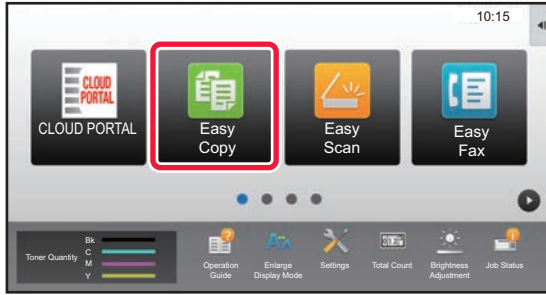 10:15
CLOUD
PORTAL
CLOUD PORTAL
Easy
Copy
Easy
Scan
Easy
Fax
Toner Quantity
Bk
C
M
Y
Operation
Guide
Enlarge
Display Mode
Settings
Total Count
Brightness
Adjustment
Job Status